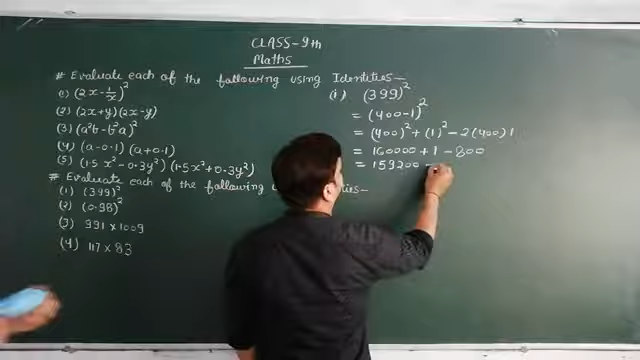 CLASS-9th
Maths
# Evaluate each of the following using Identities-
(1) (2x - 1/x)²
(2) (2x+y)(2x-y)
(3) (a²b - b²a)²
(4) (a-0.1) (a+0.1)
(5) (1.5x² - 0.3y²) (1.5x² + 0.3y²)
# Evaluate each of the following using
(1) (399)²
(2) (0.98)²
(3) 991 × 1009
(4) 117 × 83
(i) (399)²
= (400-1)²
= (400)² + (1)² - 2(400) 1
= 160000 + 1 - 800
= 159200